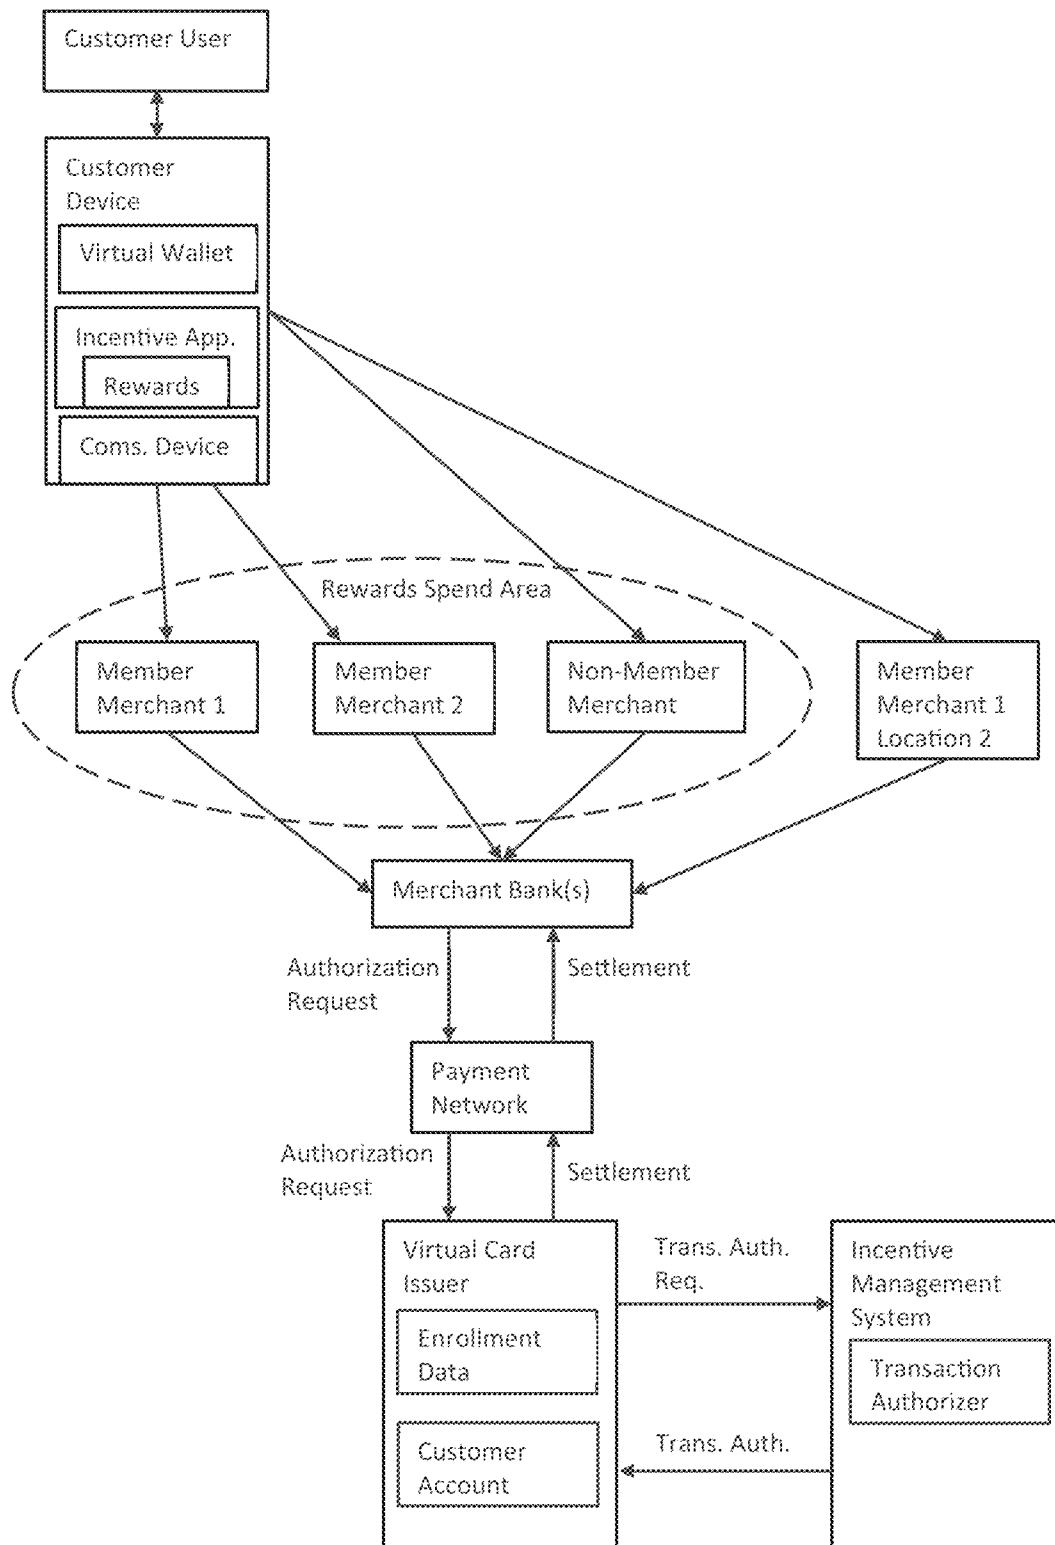 Customer User
Customer
Device
Virtual Wallet
Incentive App.
Rewards
Coms. Device
Rewards Spend Area
Member
Merchant 1
Member
Merchant 2
Non-Member
Merchant
Member
Merchant 1
Location 2
Merchant Bank(s)
Authorization
Request
Settlement
Payment
Network
Authorization
Request
Settlement
Virtual Card
Issuer
Enrollment
Data
Customer
Account
Trans. Auth.
Req.
Trans. Auth.
Incentive
Management
System
Transaction
Authorizer